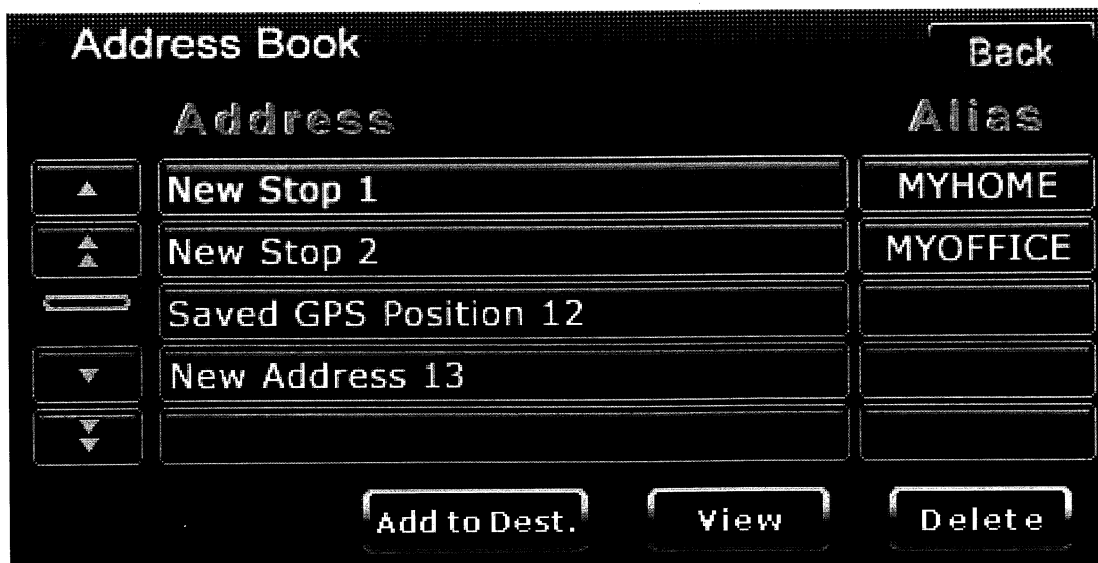 Address Book Back
Address Alias
New Stop 1 MYHOME
New Stop 2 MYOFFICE
Saved GPS Position 12
New Address 13
Add to Dest. View Delete